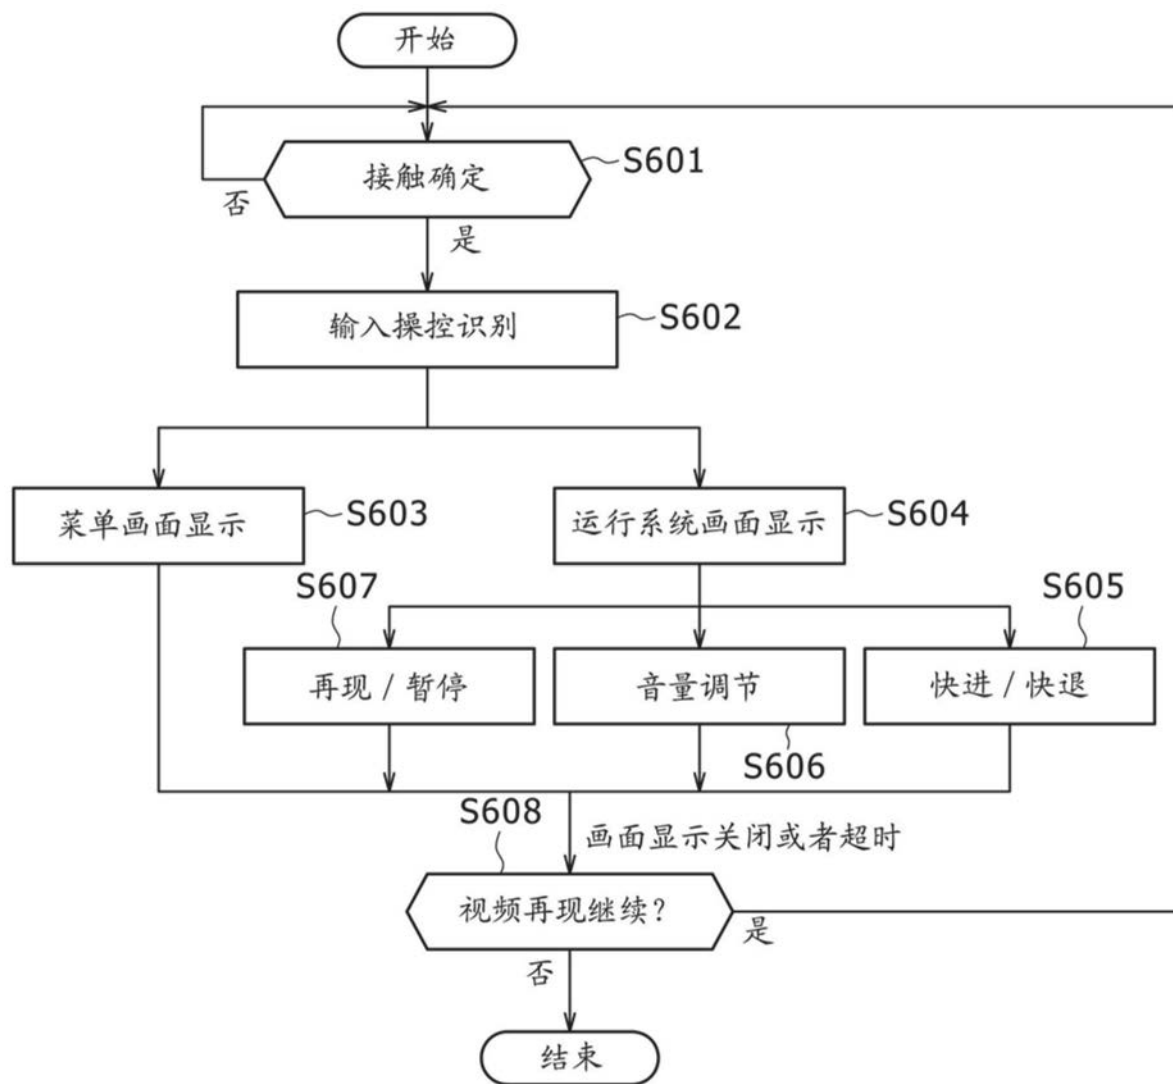 开始
接触确定
S601
否
是
输入操控识别
S602
菜单画面显示
S603
运行系统画面显示
S604
S607
S605
再现 / 暂停
音量调节
快进 / 快退
S606
S608
画面显示关闭或者超时
视频再现继续?
是
否
结束